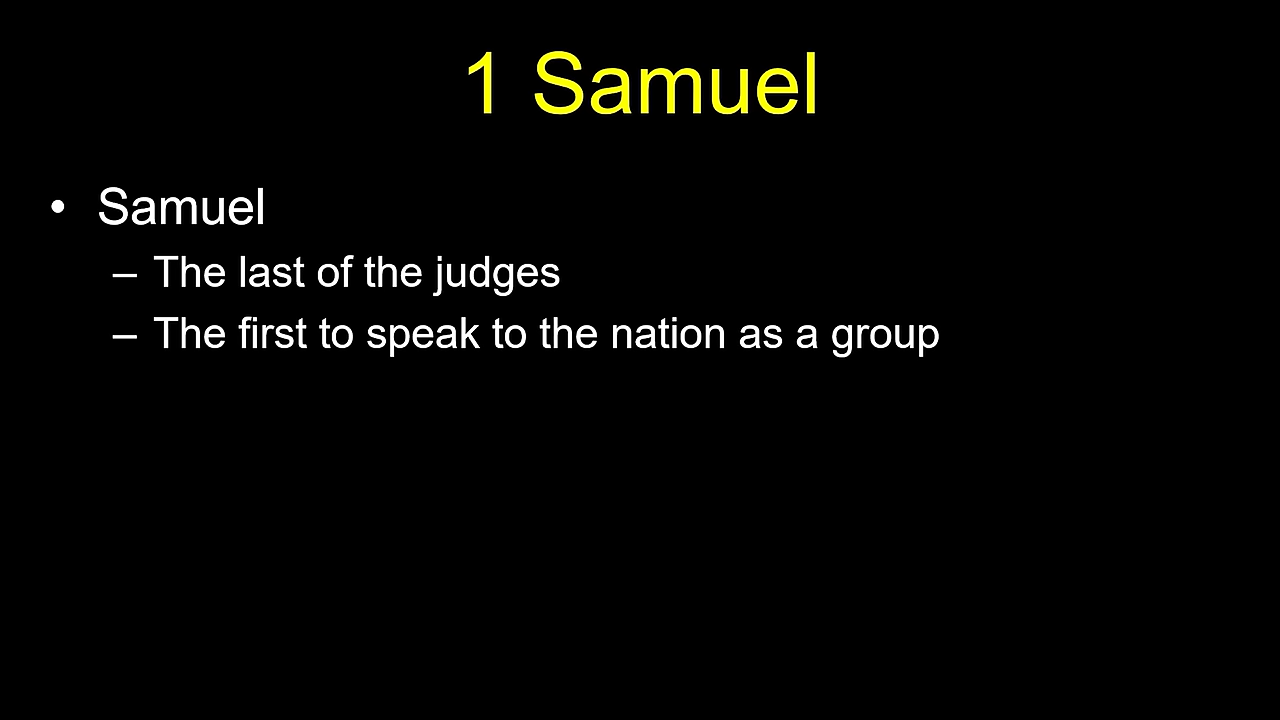 1 Samuel
• Samuel
– The last of the judges
– The first to speak to the nation as a group